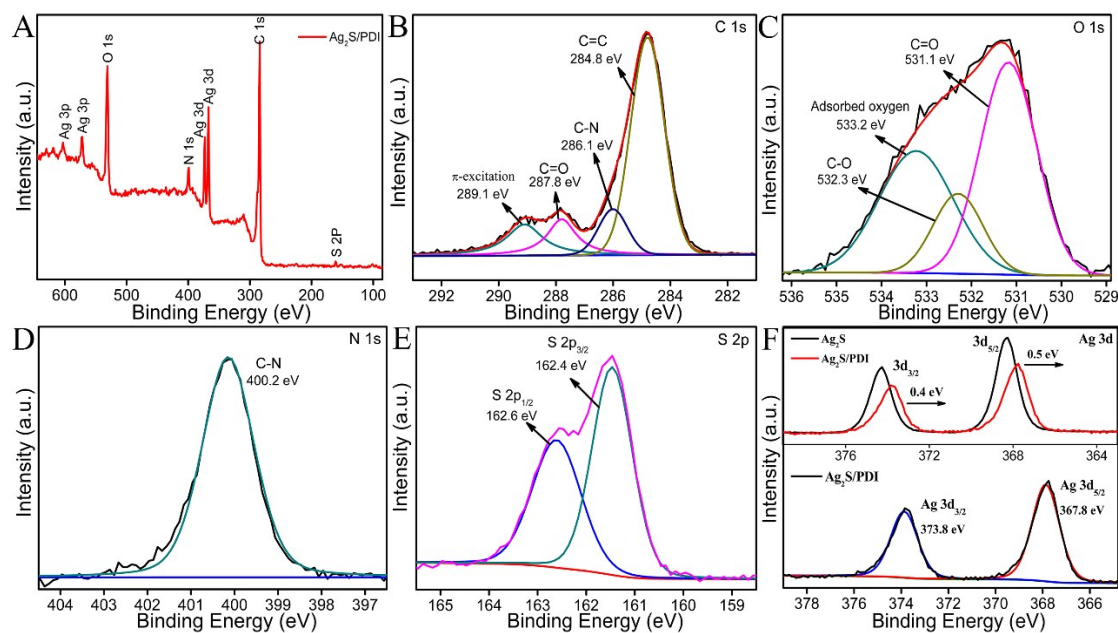 A
Ag₂S/PDI
O 1s
Ag 3p
Ag 3p
N 1s
Ag 3d
Ag 3d
C 1s
S 2P
Intensity (a.u.)
600 500 400 300 200 100
Binding Energy (eV)
B
C 1s
C=C
284.8 eV
C-N
286.1 eV
C=O
287.8 eV
π-excitation
289.1 eV
Intensity (a.u.)
292 290 288 286 284 282
Binding Energy (eV)
C
O 1s
C=O
531.1 eV
Adsorbed oxygen
533.2 eV
C-O
532.3 eV
Intensity (a.u.)
536 535 534 533 532 531 530 529
Binding Energy (eV)
D
N 1s
C-N
400.2 eV
Intensity (a.u.)
404 403 402 401 400 399 398 397
Binding Energy (eV)
E
S 2p
S 2p₃/₂
162.4 eV
S 2p₁/₂
162.6 eV
Intensity (a.u.)
165 164 163 162 161 160 159
Binding Energy (eV)
F
Ag₂S
Ag₂S/PDI
Ag 3d
3d₅/₂
0.5 eV
3d₃/₂
0.4 eV
376 372 368 364
Ag₂S/PDI
Ag 3d₃/₂
373.8 eV
Ag 3d₅/₂
367.8 eV
Intensity (a.u.)
378 376 374 372 370 368 366
Binding Energy (eV)